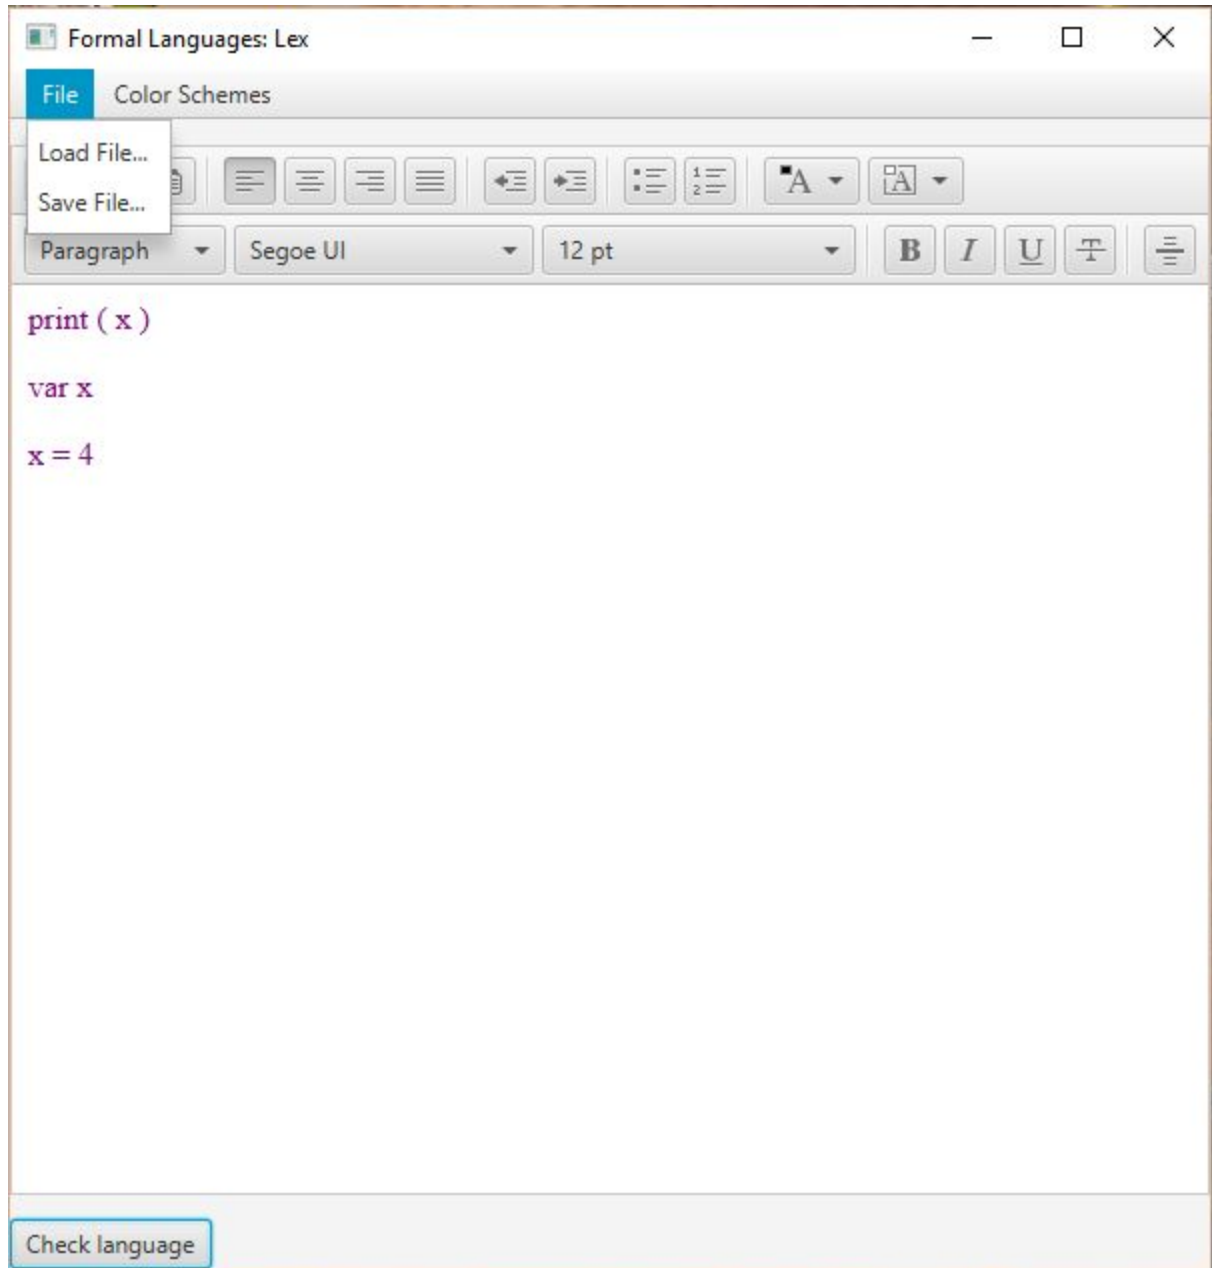 Formal Languages: Lex
File Color Schemes
Load File...
Save File...
Paragraph Segoe UI 12 pt B I U T
print ( x )
var x
x = 4
Check language